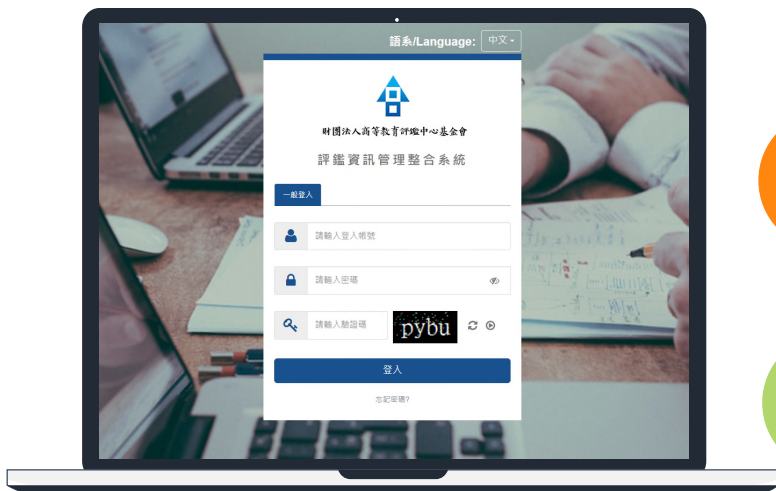 語系/Language: 中文
財團法人高等教育評鑑中心基金會
評鑑資訊管理整合系統
一般登入
請輸入登入帳號
請輸入密碼
請輸入驗證碼 pybu
登入
忘記密碼?